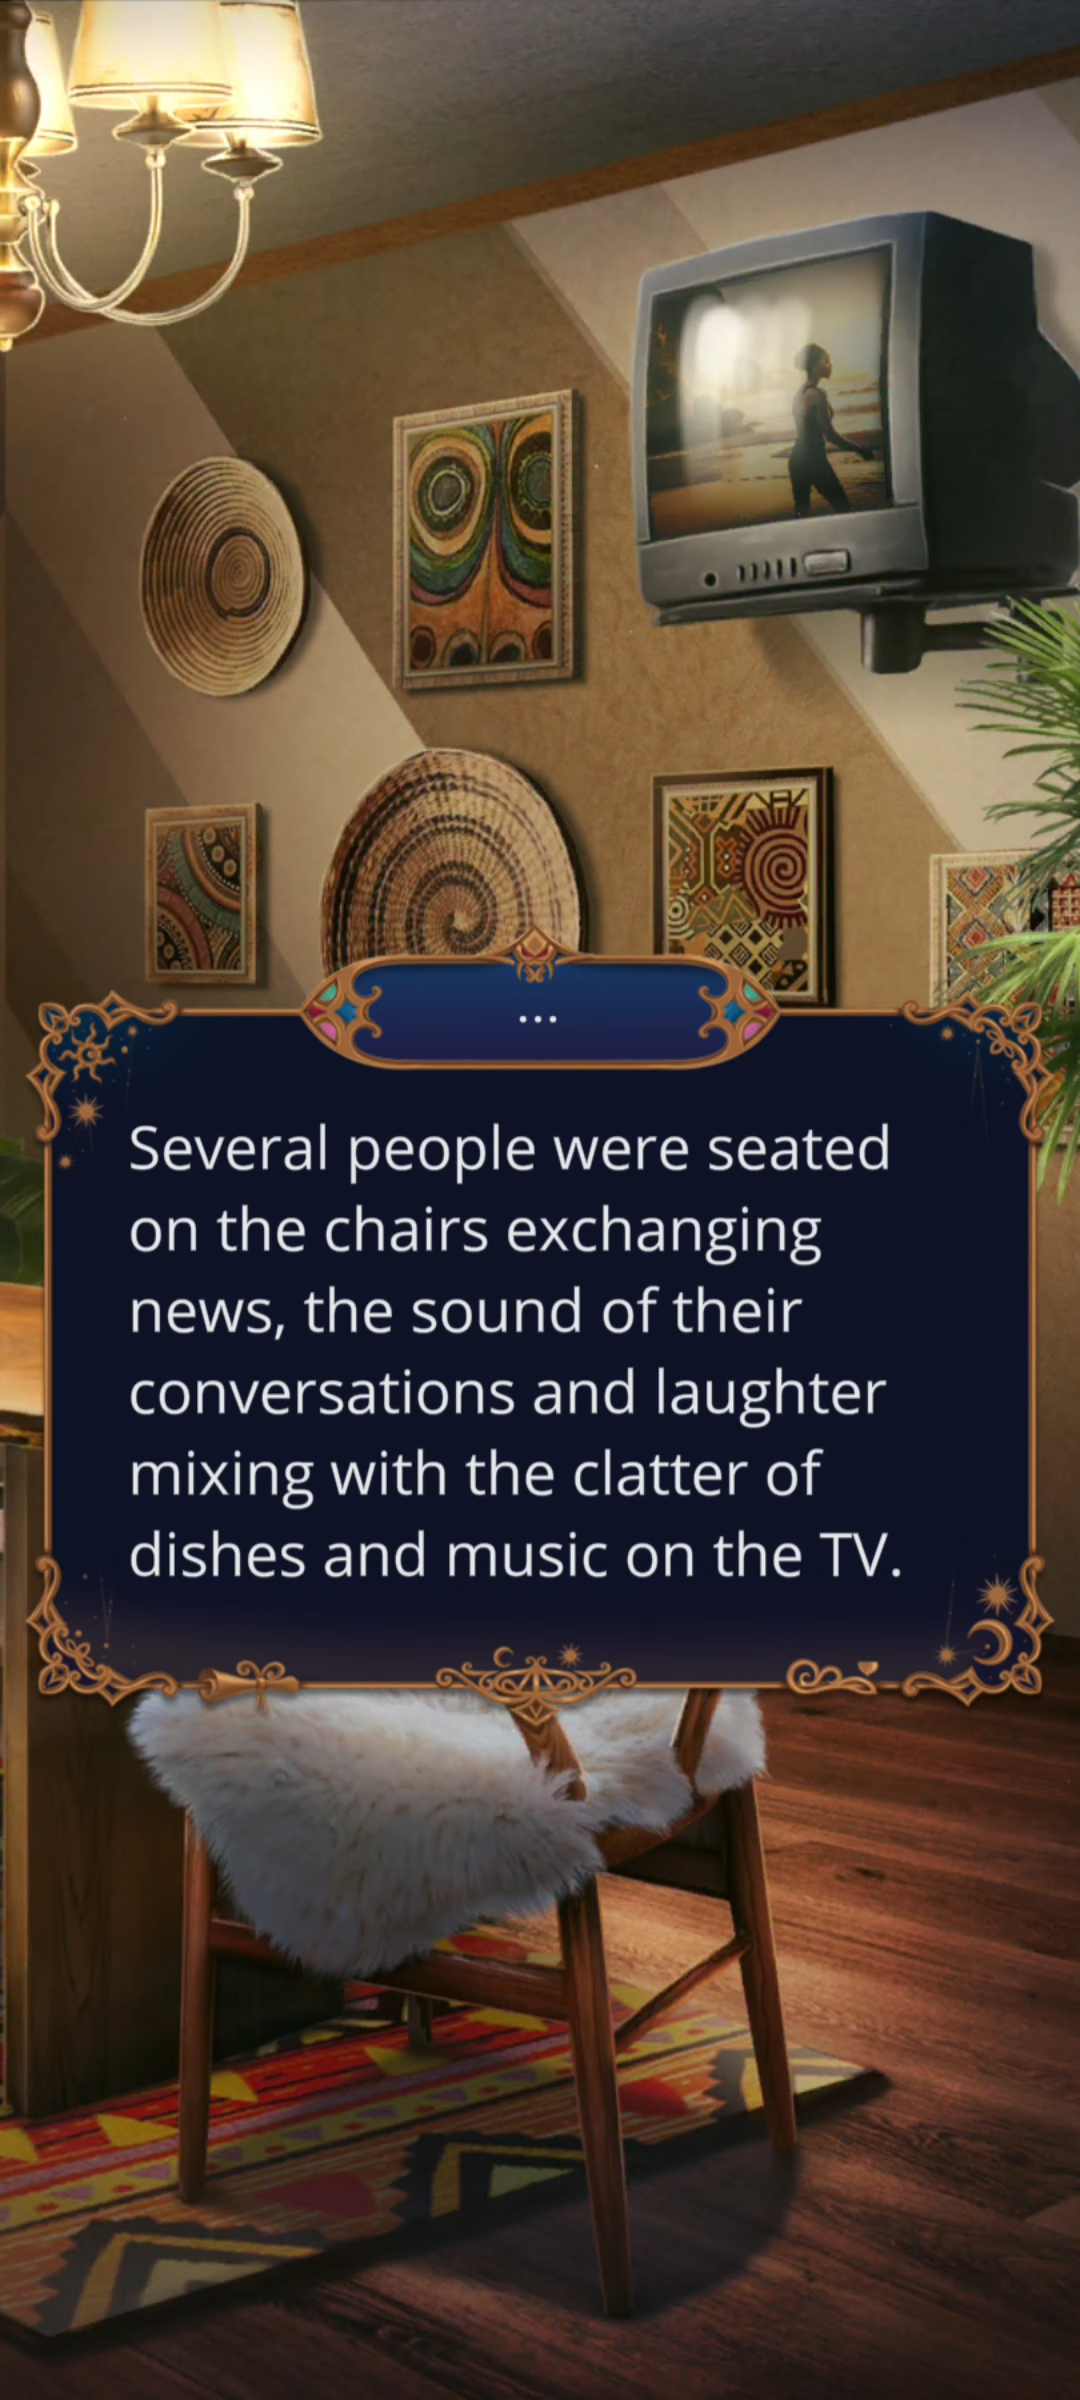 ...
Several people were seated
on the chairs exchanging
news, the sound of their
conversations and laughter
mixing with the clatter of
dishes and music on the TV.